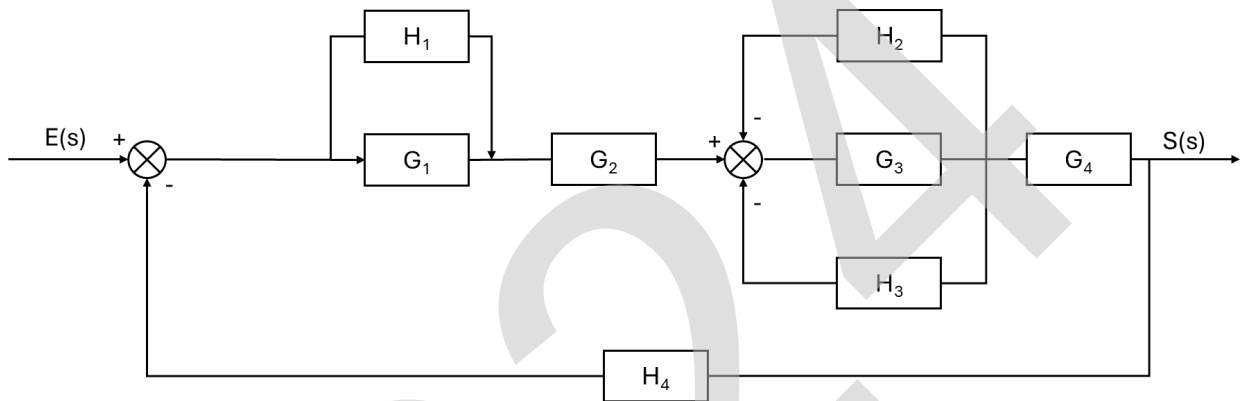 H₁
H₂
E(s)
+
-
G₁
G₂
+
-
-
G₃
G₄
S(s)
H₃
H₄